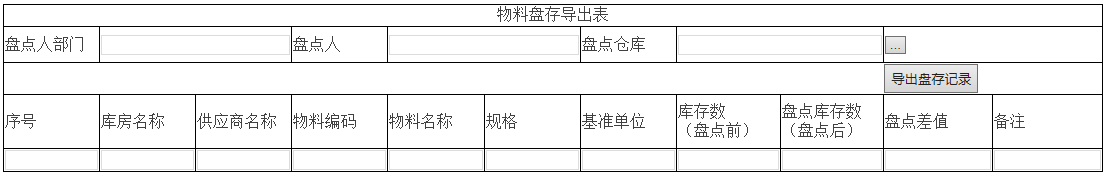 物料盘存导出表
盘点人部门 盘点人 盘点仓库 ...
导出盘存记录
序号 库房名称 供应商名称 物料编码 物料名称 规格 基准单位 库存数（盘点前） 盘点库存数（盘点后） 盘点差值 备注